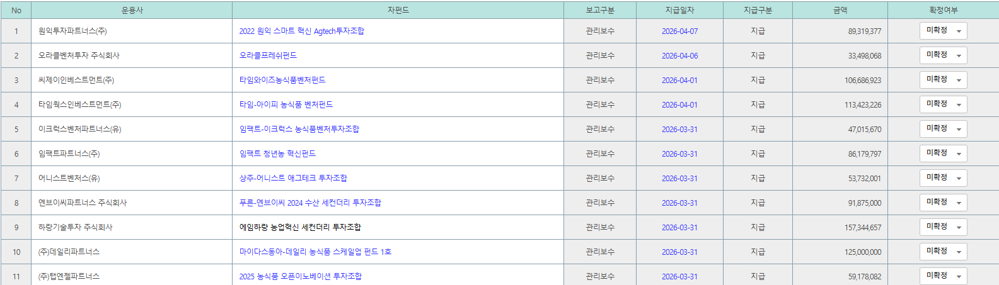 No 운용사 자펀드 보고구분 지급일자 지급구분 금액 확정여부
1 원익투자파트너스(주) 2022 원익 스마트 혁신 Agtech투자조합 관리보수 2026-04-07 지급 89,319,377 미확정
2 오라클벤처투자 주식회사 오라클프레쉬펀드 관리보수 2026-04-06 지급 33,498,068 미확정
3 씨제이인베스트먼트(주) 타임와이즈농식품벤처펀드 관리보수 2026-04-01 지급 106,686,923 미확정
4 타임웍스인베스트먼트(주) 타임-아이피 농식품 벤처펀드 관리보수 2026-04-01 지급 113,423,226 미확정
5 이크럭스벤처파트너스(유) 임팩트-이크럭스 농식품벤처투자조합 관리보수 2026-03-31 지급 47,015,670 미확정
6 임팩트파트너스(주) 임팩트 청년농 혁신펀드 관리보수 2026-03-31 지급 86,179,797 미확정
7 어니스트벤처스(유) 상주-어니스트 애그테크 투자조합 관리보수 2026-03-31 지급 53,732,001 미확정
8 엔브이씨파트너스 주식회사 푸른-엔브이씨 2024 수산 세컨더리 투자조합 관리보수 2026-03-31 지급 91,875,000 미확정
9 하랑기술투자 주식회사 에임하랑 농업혁신 세컨더리 투자조합 관리보수 2026-03-31 지급 157,344,657 미확정
10 (주)데일리파트너스 마이다스동아-데일리 농식품 스케일업 펀드 1호 관리보수 2026-03-31 지급 125,000,000 미확정
11 (주)탭엔젤파트너스 2025 농식품 오픈이노베이션 투자조합 관리보수 2026-03-31 지급 59,178,082 미확정